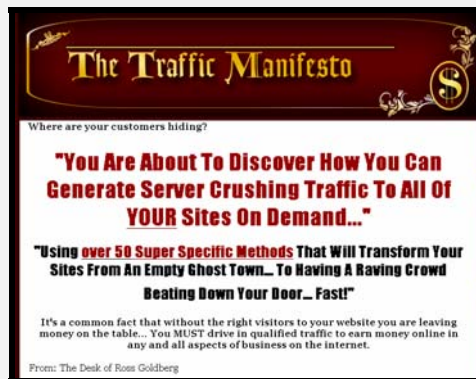 The Traffic Manifesto
$
Where are your customers hiding?
"You Are About To Discover How You Can
Generate Server Crushing Traffic To All Of
YOUR Sites On Demand..."
"Using over 50 Super Specific Methods That Will Transform Your
Sites From An Empty Ghost Town... To Having A Raving Crowd
Beating Down Your Door... Fast!"
It's a common fact that without the right visitors to your website you are leaving
money on the table... You MUST drive in qualified traffic to earn money online in
any and all aspects of business on the internet.
From: The Desk of Ross Goldberg